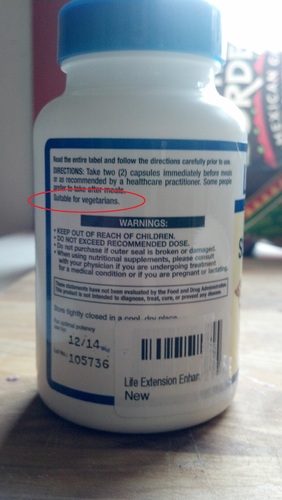 RDE
MEXICAN G
Read the entire label and follow the directions carefully prior to use.
DIRECTIONS: Take two (2) capsules immediately before meals
or as recommended by a healthcare practitioner. Some people
prefer to take after meals.
Suitable for vegetarians.
WARNINGS:
• KEEP OUT OF REACH OF CHILDREN.
• DO NOT EXCEED RECOMMENDED DOSE.
• Do not purchase if outer seal is broken or damaged.
• When using nutritional supplements, please consult
with your physician if you are undergoing treatment
for a medical condition or if you are pregnant or lactating.
These statements have not been evaluated by the Food and Drug Administration.
This product is not intended to diagnose, treat, cure, or prevent any disease.
Store tightly closed in a cool, dry place.
For optimal potency
12/14
105736
Life Extension Enhan
New